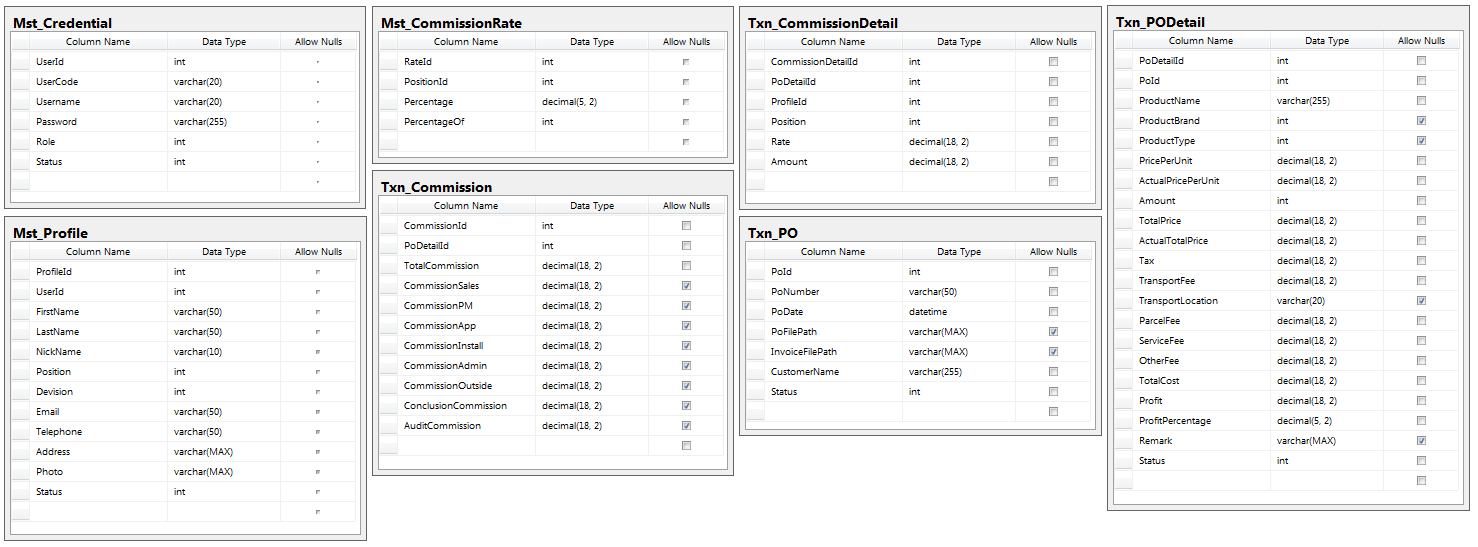 Mst_Credential
Column Name Data Type Allow Nulls
UserId int
UserCode varchar(20)
Username varchar(20)
Password varchar(255)
Role int
Status int
Mst_Profile
Column Name Data Type Allow Nulls
ProfileId int
UserId int
FirstName varchar(50)
LastName varchar(50)
NickName varchar(10)
Position int
Devision int
Email varchar(50)
Telephone varchar(50)
Address varchar(MAX)
Photo varchar(MAX)
Status int
Mst_CommissionRate
Column Name Data Type Allow Nulls
RateId int
PositionId int
Percentage decimal(5, 2)
PercentageOf int
Txn_Commission
Column Name Data Type Allow Nulls
CommissionId int
PoDetailId int
TotalCommission decimal(18, 2)
CommissionSales decimal(18, 2)
CommissionPM decimal(18, 2)
CommissionApp decimal(18, 2)
CommissionInstall decimal(18, 2)
CommissionAdmin decimal(18, 2)
CommissionOutside decimal(18, 2)
ConclusionCommission decimal(18, 2)
AuditCommission decimal(18, 2)
Txn_CommissionDetail
Column Name Data Type Allow Nulls
CommissionDetailId int
PoDetailId int
ProfileId int
Position int
Rate decimal(18, 2)
Amount decimal(18, 2)
Txn_PO
Column Name Data Type Allow Nulls
PoId int
PoNumber varchar(50)
PoDate datetime
PoFilePath varchar(MAX)
InvoiceFilePath varchar(MAX)
CustomerName varchar(255)
Status int
Txn_PODetail
Column Name Data Type Allow Nulls
PoDetailId int
PoId int
ProductName varchar(255)
ProductBrand int
ProductType int
PricePerUnit decimal(18, 2)
ActualPricePerUnit decimal(18, 2)
Amount int
TotalPrice decimal(18, 2)
ActualTotalPrice decimal(18, 2)
Tax decimal(18, 2)
TransportFee decimal(18, 2)
TransportLocation varchar(20)
ParcelFee decimal(18, 2)
ServiceFee decimal(18, 2)
OtherFee decimal(18, 2)
TotalCost decimal(18, 2)
Profit decimal(18, 2)
ProfitPercentage decimal(5, 2)
Remark varchar(MAX)
Status int